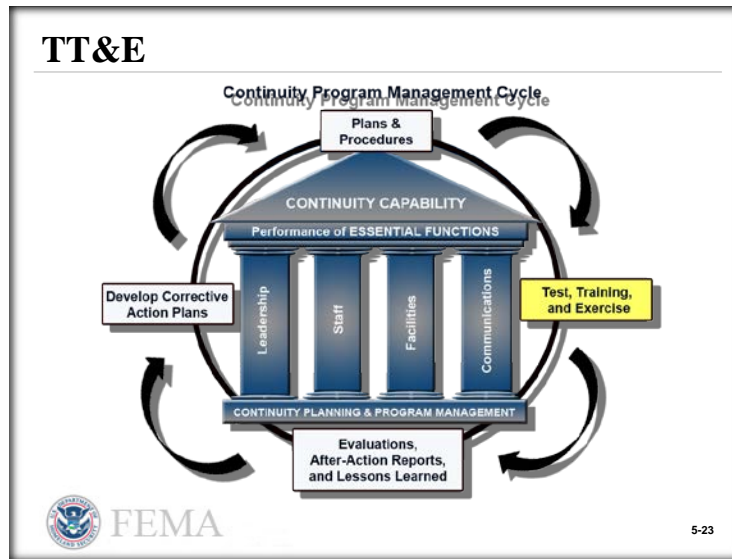 TT&E
Continuity Program Management Cycle
Plans &
Procedures
CONTINUITY CAPABILITY
Performance of ESSENTIAL FUNCTIONS
Develop Corrective
Action Plans
Leadership
Staff
Facilities
Communications
Test, Training,
and Exercise
CONTINUITY PLANNING & PROGRAM MANAGEMENT
Evaluations,
After-Action Reports,
and Lessons Learned
FEMA
5-23